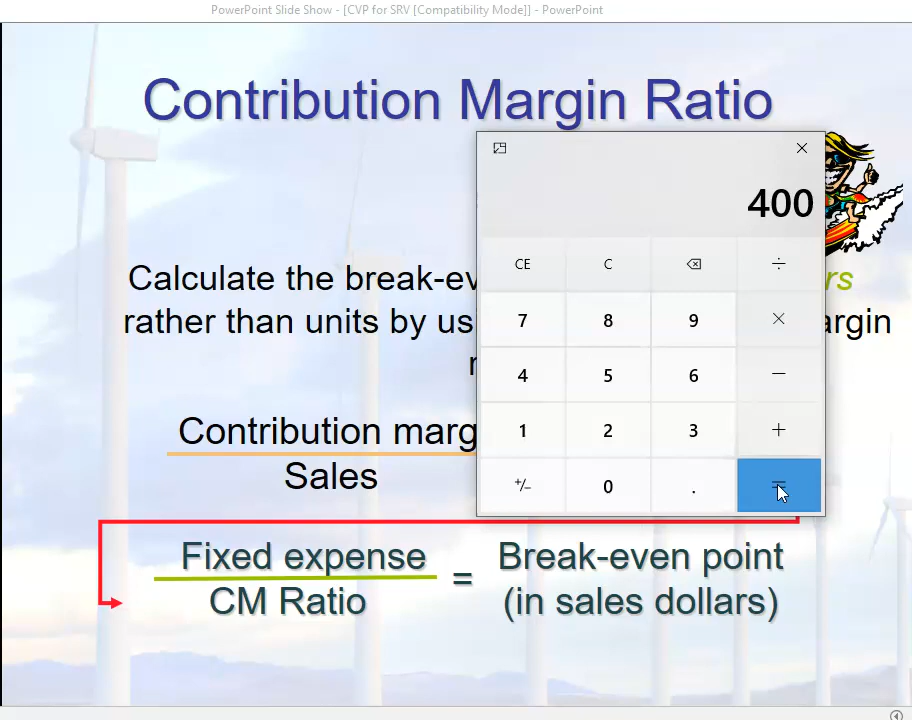 PowerPoint Slide Show - [CVP for SRV [Compatibility Mode]] - PowerPoint
Contribution Margin Ratio
400
CE C ⌫ ÷
7 8 9 ×
4 5 6 −
1 2 3 +
+/− 0 . =
Calculate the break-ev rs
rather than units by us argin
r
Contribution marg
Sales
Fixed expense
CM Ratio
=
Break-even point
(in sales dollars)